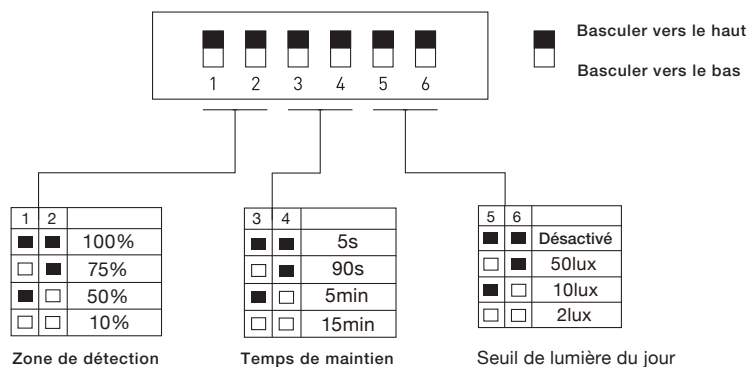 Basculer vers le haut
Basculer vers le bas
1 2 3 4 5 6
1 2
100%
75%
50%
10%
Zone de détection
3 4
5s
90s
5min
15min
Temps de maintien
5 6
Désactivé
50lux
10lux
2lux
Seuil de lumière du jour